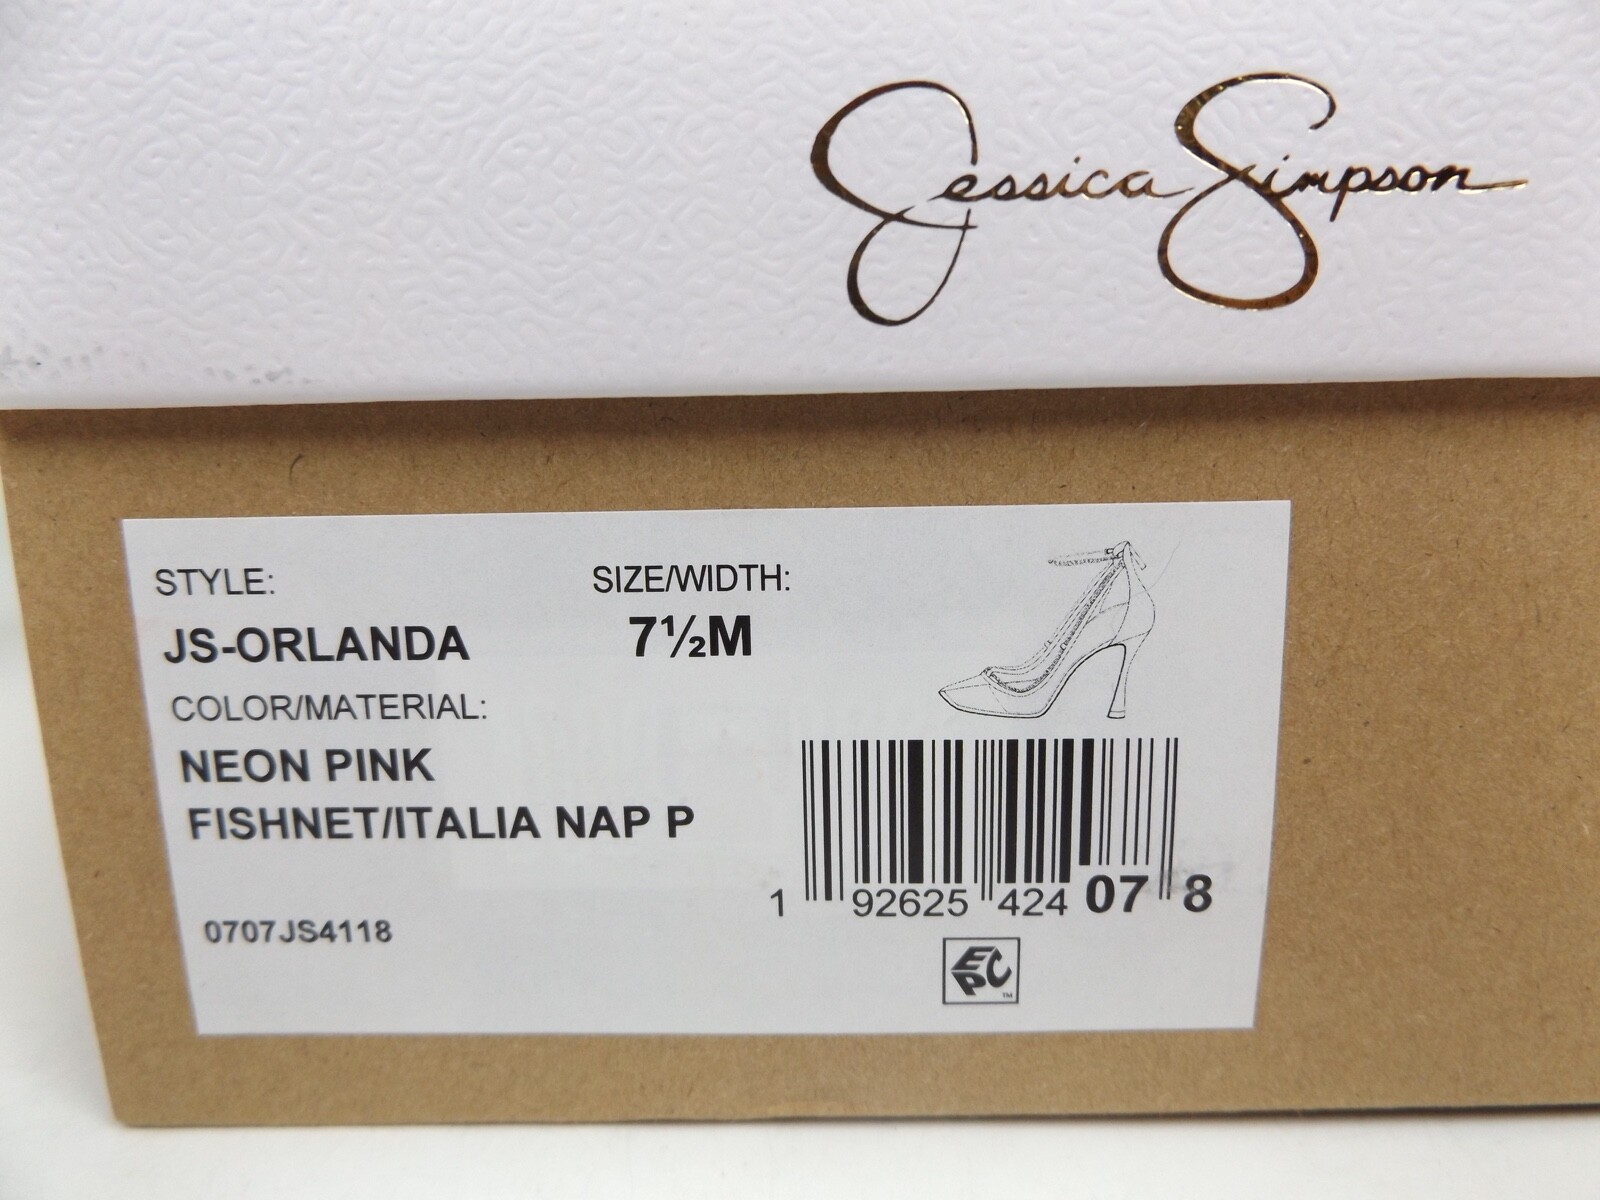 Jessica Simpson
STYLE: SIZE/WIDTH:
JS-ORLANDA 7½M
COLOR/MATERIAL:
NEON PINK
FISHNET/ITALIA NAP P
1 92625 424 07 8
0707JS4118
EPC™